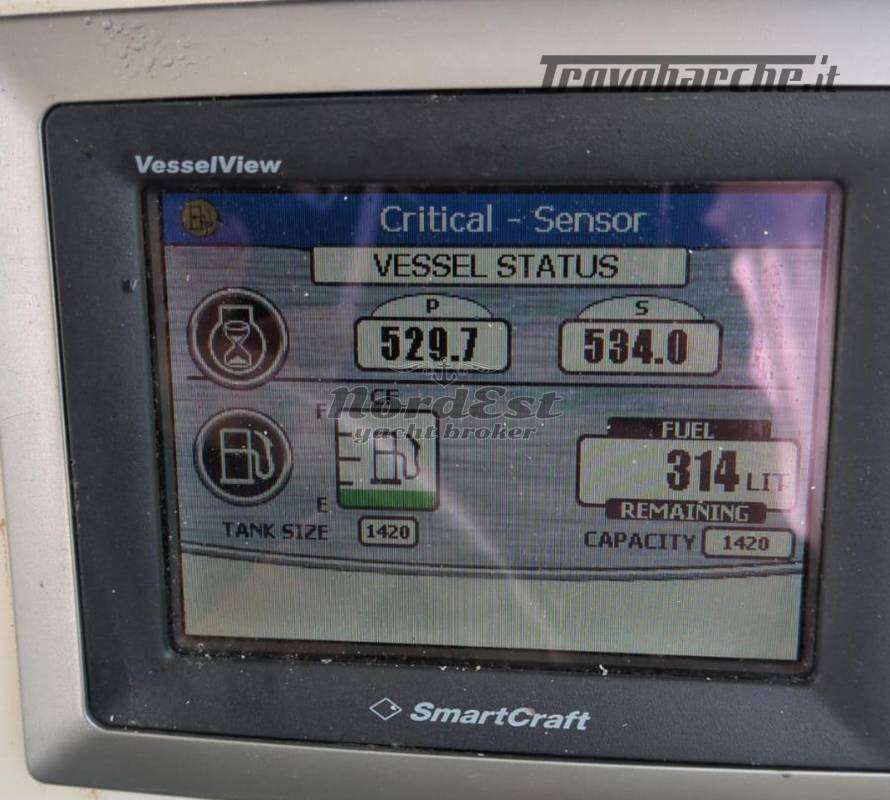 Trovobarche.it
VesselView
Critical - Sensor
VESSEL STATUS
P S
529.7 534.0
NordEst
yacht broker
F
E
FUEL
314 LIT
REMAINING
TANK SIZE 1420
CAPACITY 1420
SmartCraft